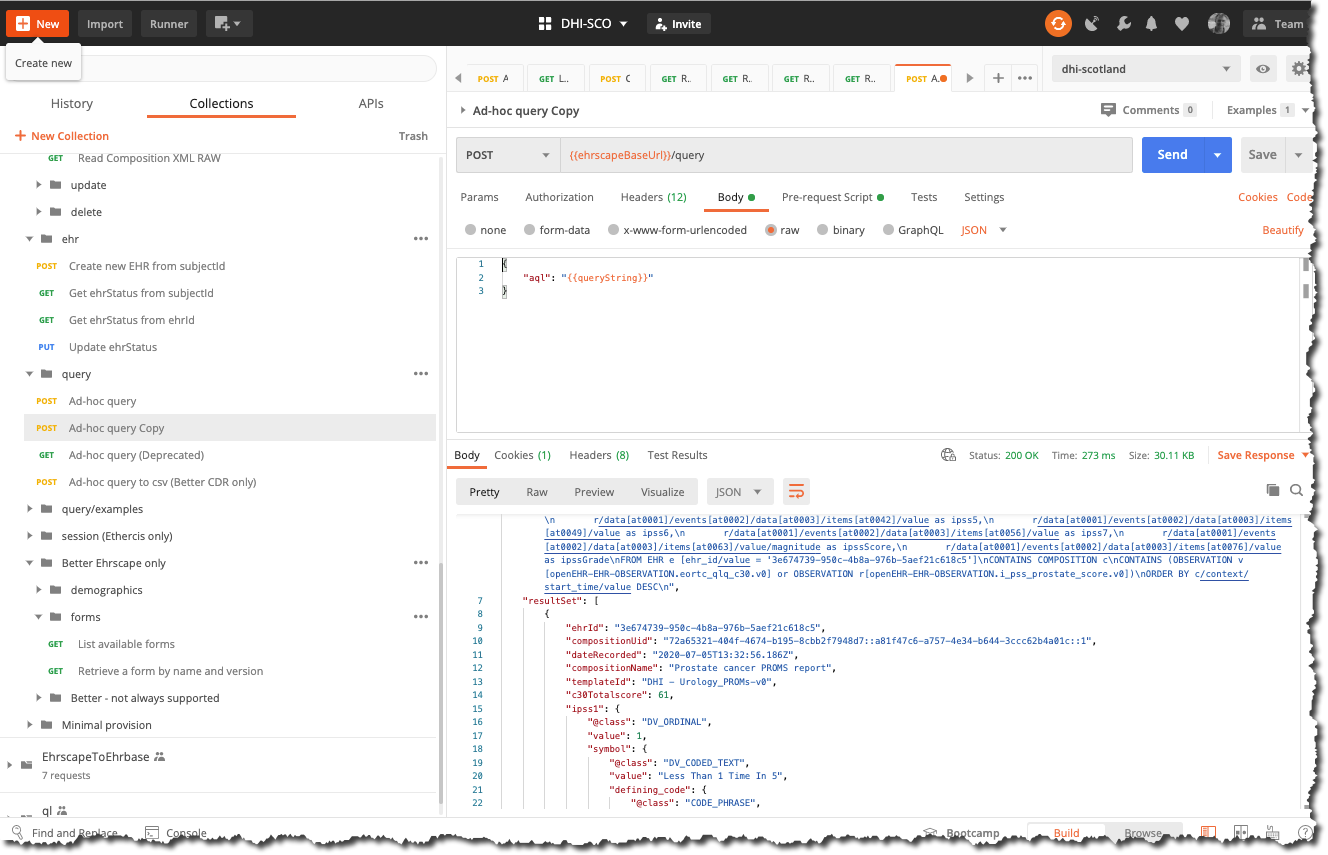 New
Import
Runner
DHI-SCO
Invite
Team
Create new
History
Collections
APIs
New Collection
Trash
GET Read Composition XML RAW
update
delete
ehr
POST Create new EHR from subjectId
GET Get ehrStatus from subjectId
GET Get ehrStatus from ehrId
PUT Update ehrStatus
query
POST Ad-hoc query
POST Ad-hoc query Copy
GET Ad-hoc query (Deprecated)
POST Ad-hoc query to csv (Better CDR only)
query/examples
session (Ethercis only)
Better Ehrscape only
demographics
forms
GET List available forms
GET Retrieve a form by name and version
Better - not always supported
Minimal provision
EhrscapeToEhrbase
7 requests
ql
Find and Replace
Console
POST A
GET L..
POST C
GET R.
GET R.
GET R..
GET R..
POST A.
dhi-scotland
Ad-hoc query Copy
Comments 0
Examples 1
POST
{{ehrscapeBaseUrl}}/query
Send
Save
Params
Authorization
Headers (12)
Body
Pre-request Script
Tests
Settings
Cookies
Code
none
form-data
x-www-form-urlencoded
raw
binary
GraphQL
JSON
Beautify
1 {
2 "aql": "{{queryString}}"
3 }
Body
Cookies (1)
Headers (8)
Test Results
Status: 200 OK
Time: 273 ms
Size: 30.11 KB
Save Response
Pretty
Raw
Preview
Visualize
JSON
\n r/data[at0001]/events[at0002]/data[at0003]/items[at0042]/value as ipss5,\n r/data[at0001]/events[at0002]/data[at0003]/items
[at0049]/value as ipss6,\n r/data[at0001]/events[at0002]/data[at0003]/items[at0056]/value as ipss7,\n r/data[at0001]/events
[at0002]/data[at0003]/items[at0063]/value/magnitude as ipssScore,\n r/data[at0001]/events[at0002]/data[at0003]/items[at0076]/value
as ipssGrade\nFROM EHR e [ehr_id/value = '3e674739-950c-4b8a-976b-5aef21c618c5']\nCONTAINS COMPOSITION c\nCONTAINS (OBSERVATION v
[openEHR-EHR-OBSERVATION.eortc_qlq_c30.v0] or OBSERVATION r[openEHR-EHR-OBSERVATION.i_pss_prostate_score.v0])\nORDER BY c/context/
start_time/value DESC\n",
7 "resultSet": [
8 {
9 "ehrId": "3e674739-950c-4b8a-976b-5aef21c618c5",
10 "compositionUid": "72a65321-404f-4674-b195-8cbb2f7948d7::a81f47c6-a757-4e34-b644-3ccc62b4a01c::1",
11 "dateRecorded": "2020-07-05T13:32:56.186Z",
12 "compositionName": "Prostate cancer PROMS report",
13 "templateId": "DHI - Urology_PROMs-v0",
14 "c30Totalscore": 61,
15 "ipss1": {
16 "@class": "DV_ORDINAL",
17 "value": 1,
18 "symbol": {
19 "@class": "DV_CODED_TEXT",
20 "value": "Less Than 1 Time In 5",
21 "defining_code": {
22 "@class": "CODE_PHRASE",
Bootcamp
Build
Browse